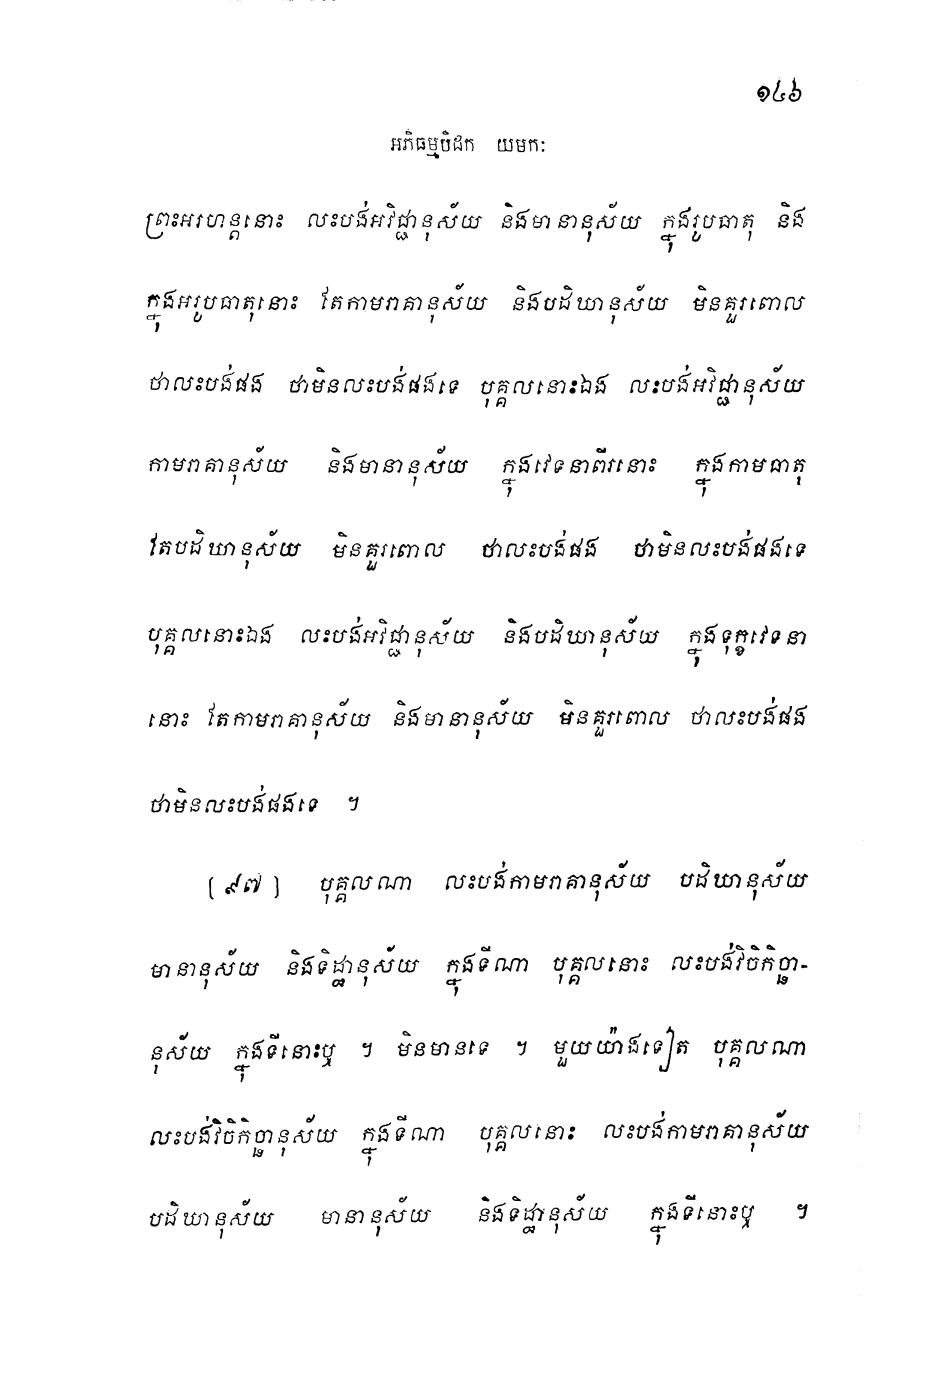 ១៤៦
អភិធម្មបិដក យមកៈ
ព្រះអរហន្តនោះ លះបង់អវិជ្ជានុស័យ និងមានានុស័យ ក្នុងរូបធាតុ និង
ក្នុងអរូបធាតុនោះ តែកាមរាគានុស័យ និងបដិឃានុស័យ មិនគួរពោល
ថាលះបង់ផង ថាមិនលះបង់ផងទេ បុគ្គលនោះឯង លះបង់អវិជ្ជានុស័យ
កាមរាគានុស័យ និងមានានុស័យ ក្នុងវេទនាពីរនោះ ក្នុងកាមធាតុ
តែបដិឃានុស័យ មិនគួរពោល ថាលះបង់ផង ថាមិនលះបង់ផងទេ
បុគ្គលនោះឯង លះបង់អវិជ្ជានុស័យ និងបដិឃានុស័យ ក្នុងទុក្ខវេទនា
នោះ តែកាមរាគានុស័យ និងមានានុស័យ មិនគួរពោល ថាលះបង់ផង
ថាមិនលះបង់ផងទេ ។
(៩៧) បុគ្គលណា លះបង់កាមរាគានុស័យ បដិឃានុស័យ
មានានុស័យ និងទិដ្ឋានុស័យ ក្នុងទីណា បុគ្គលនោះ លះបង់វិចិកិច្ឆា-
នុស័យ ក្នុងទីនោះឬ ។ មិនមានទេ ។ មួយយ៉ាងទៀត បុគ្គលណា
លះបង់វិចិកិច្ឆានុស័យ ក្នុងទីណា បុគ្គលនោះ លះបង់កាមរាគានុស័យ
បដិឃានុស័យ មានានុស័យ និងទិដ្ឋានុស័យ ក្នុងទីនោះឬ ។